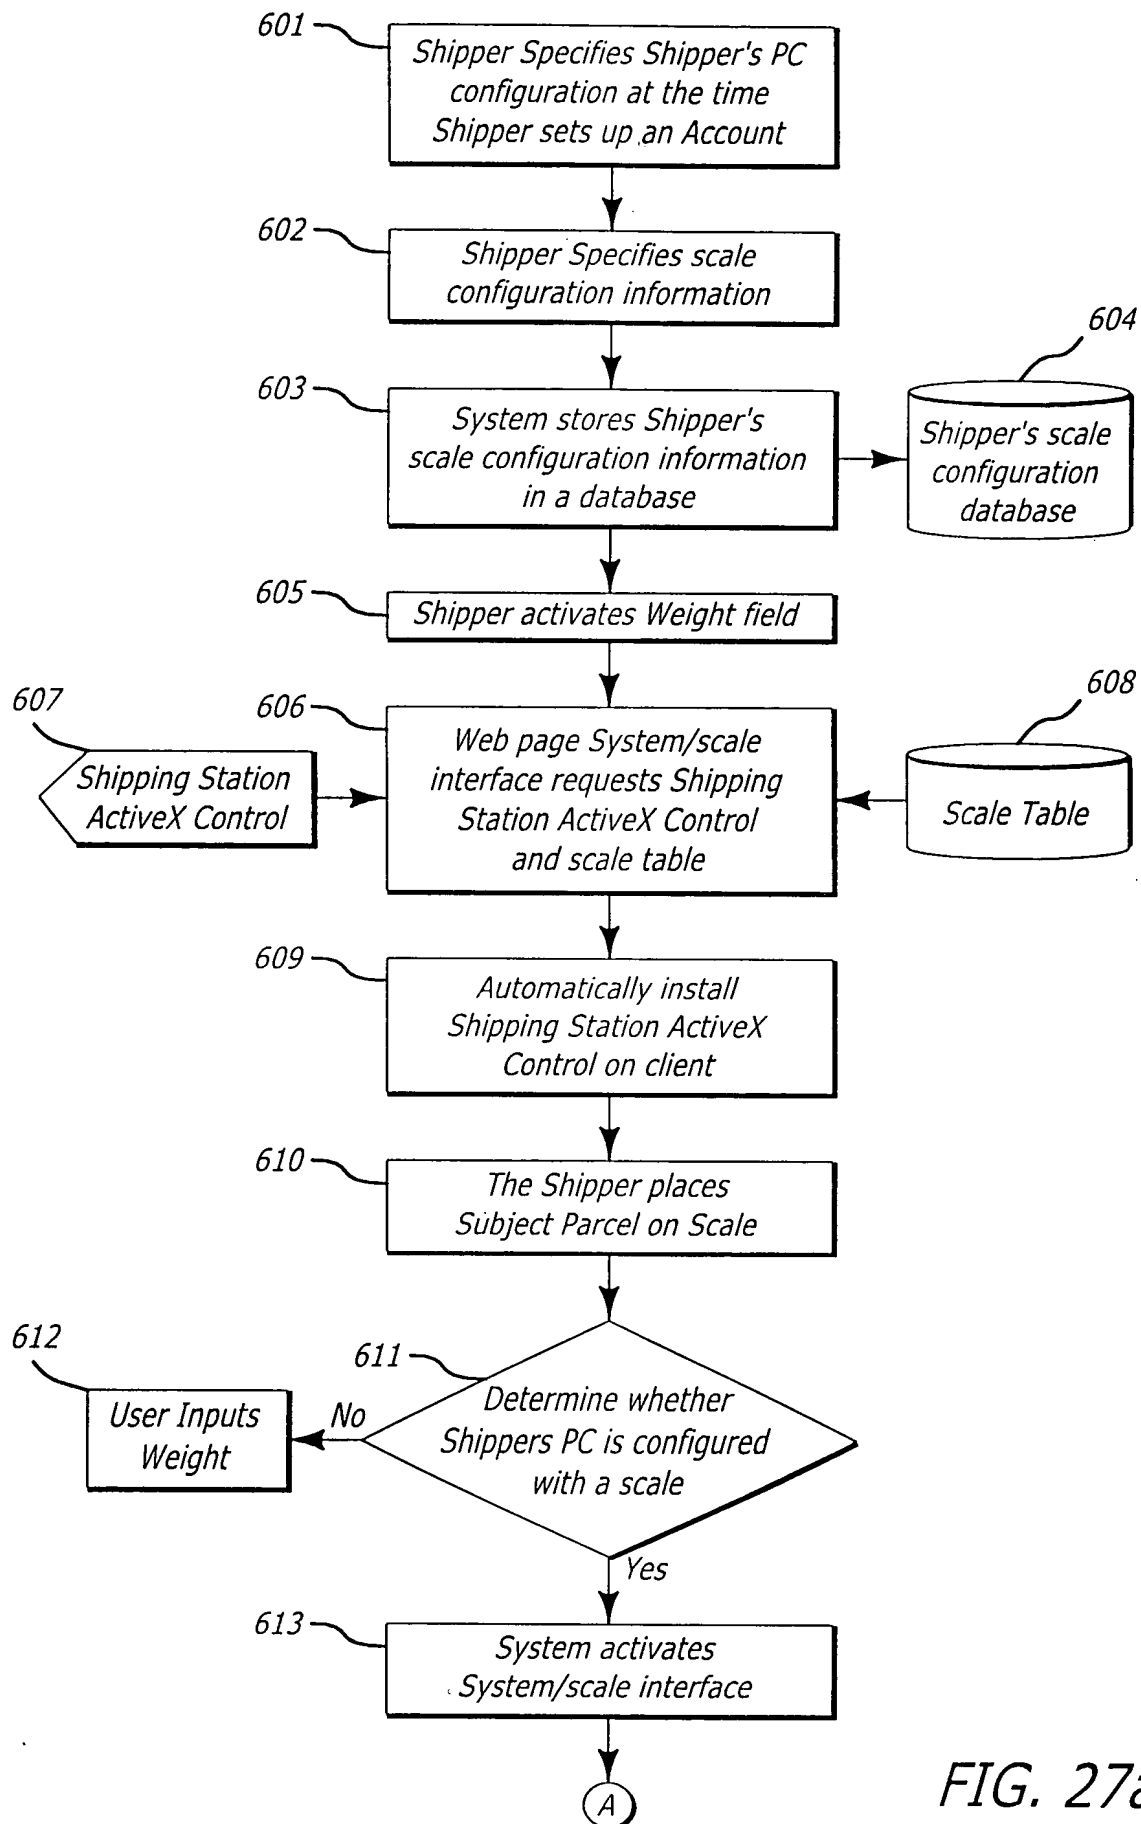 601
Shipper Specifies Shipper's PC
configuration at the time
Shipper sets up an Account
602
Shipper Specifies scale
configuration information
603
System stores Shipper's
scale configuration information
in a database
604
Shipper's scale
configuration
database
605
Shipper activates Weight field
606
Web page System/scale
interface requests Shipping
Station ActiveX Control
and scale table
607
Shipping Station
ActiveX Control
608
Scale Table
609
Automatically install
Shipping Station ActiveX
Control on client
610
The Shipper places
Subject Parcel on Scale
611
Determine whether
Shippers PC is configured
with a scale
No
612
User Inputs
Weight
Yes
613
System activates
System/scale interface
A
FIG. 27a